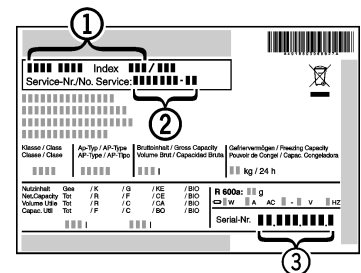 1
Index /
Service-Nr./No. Service: -
2
Klasse / Class Ap-Typ / AP-Type Bruttoinhalt / Gross Capacity Gefriervermögen / Freezing Capacity
Classe / Clase AP-Type / AP-Tipo Volume Brut / Capacidad Bruta Pouvoir de Congel / Capac. Congeladora
l kg / 24 h
Nutzinhalt Ges / K / G / KE / BIO
Net.Capacity Tot / R / F / CE / BIO
Volume Utile Tot / R / C / CA / BIO
Capac. Util Tot / F / C / BO / BIO
l l
R 600a: g
W A AC - V HZ
Serial-Nr. . .
3